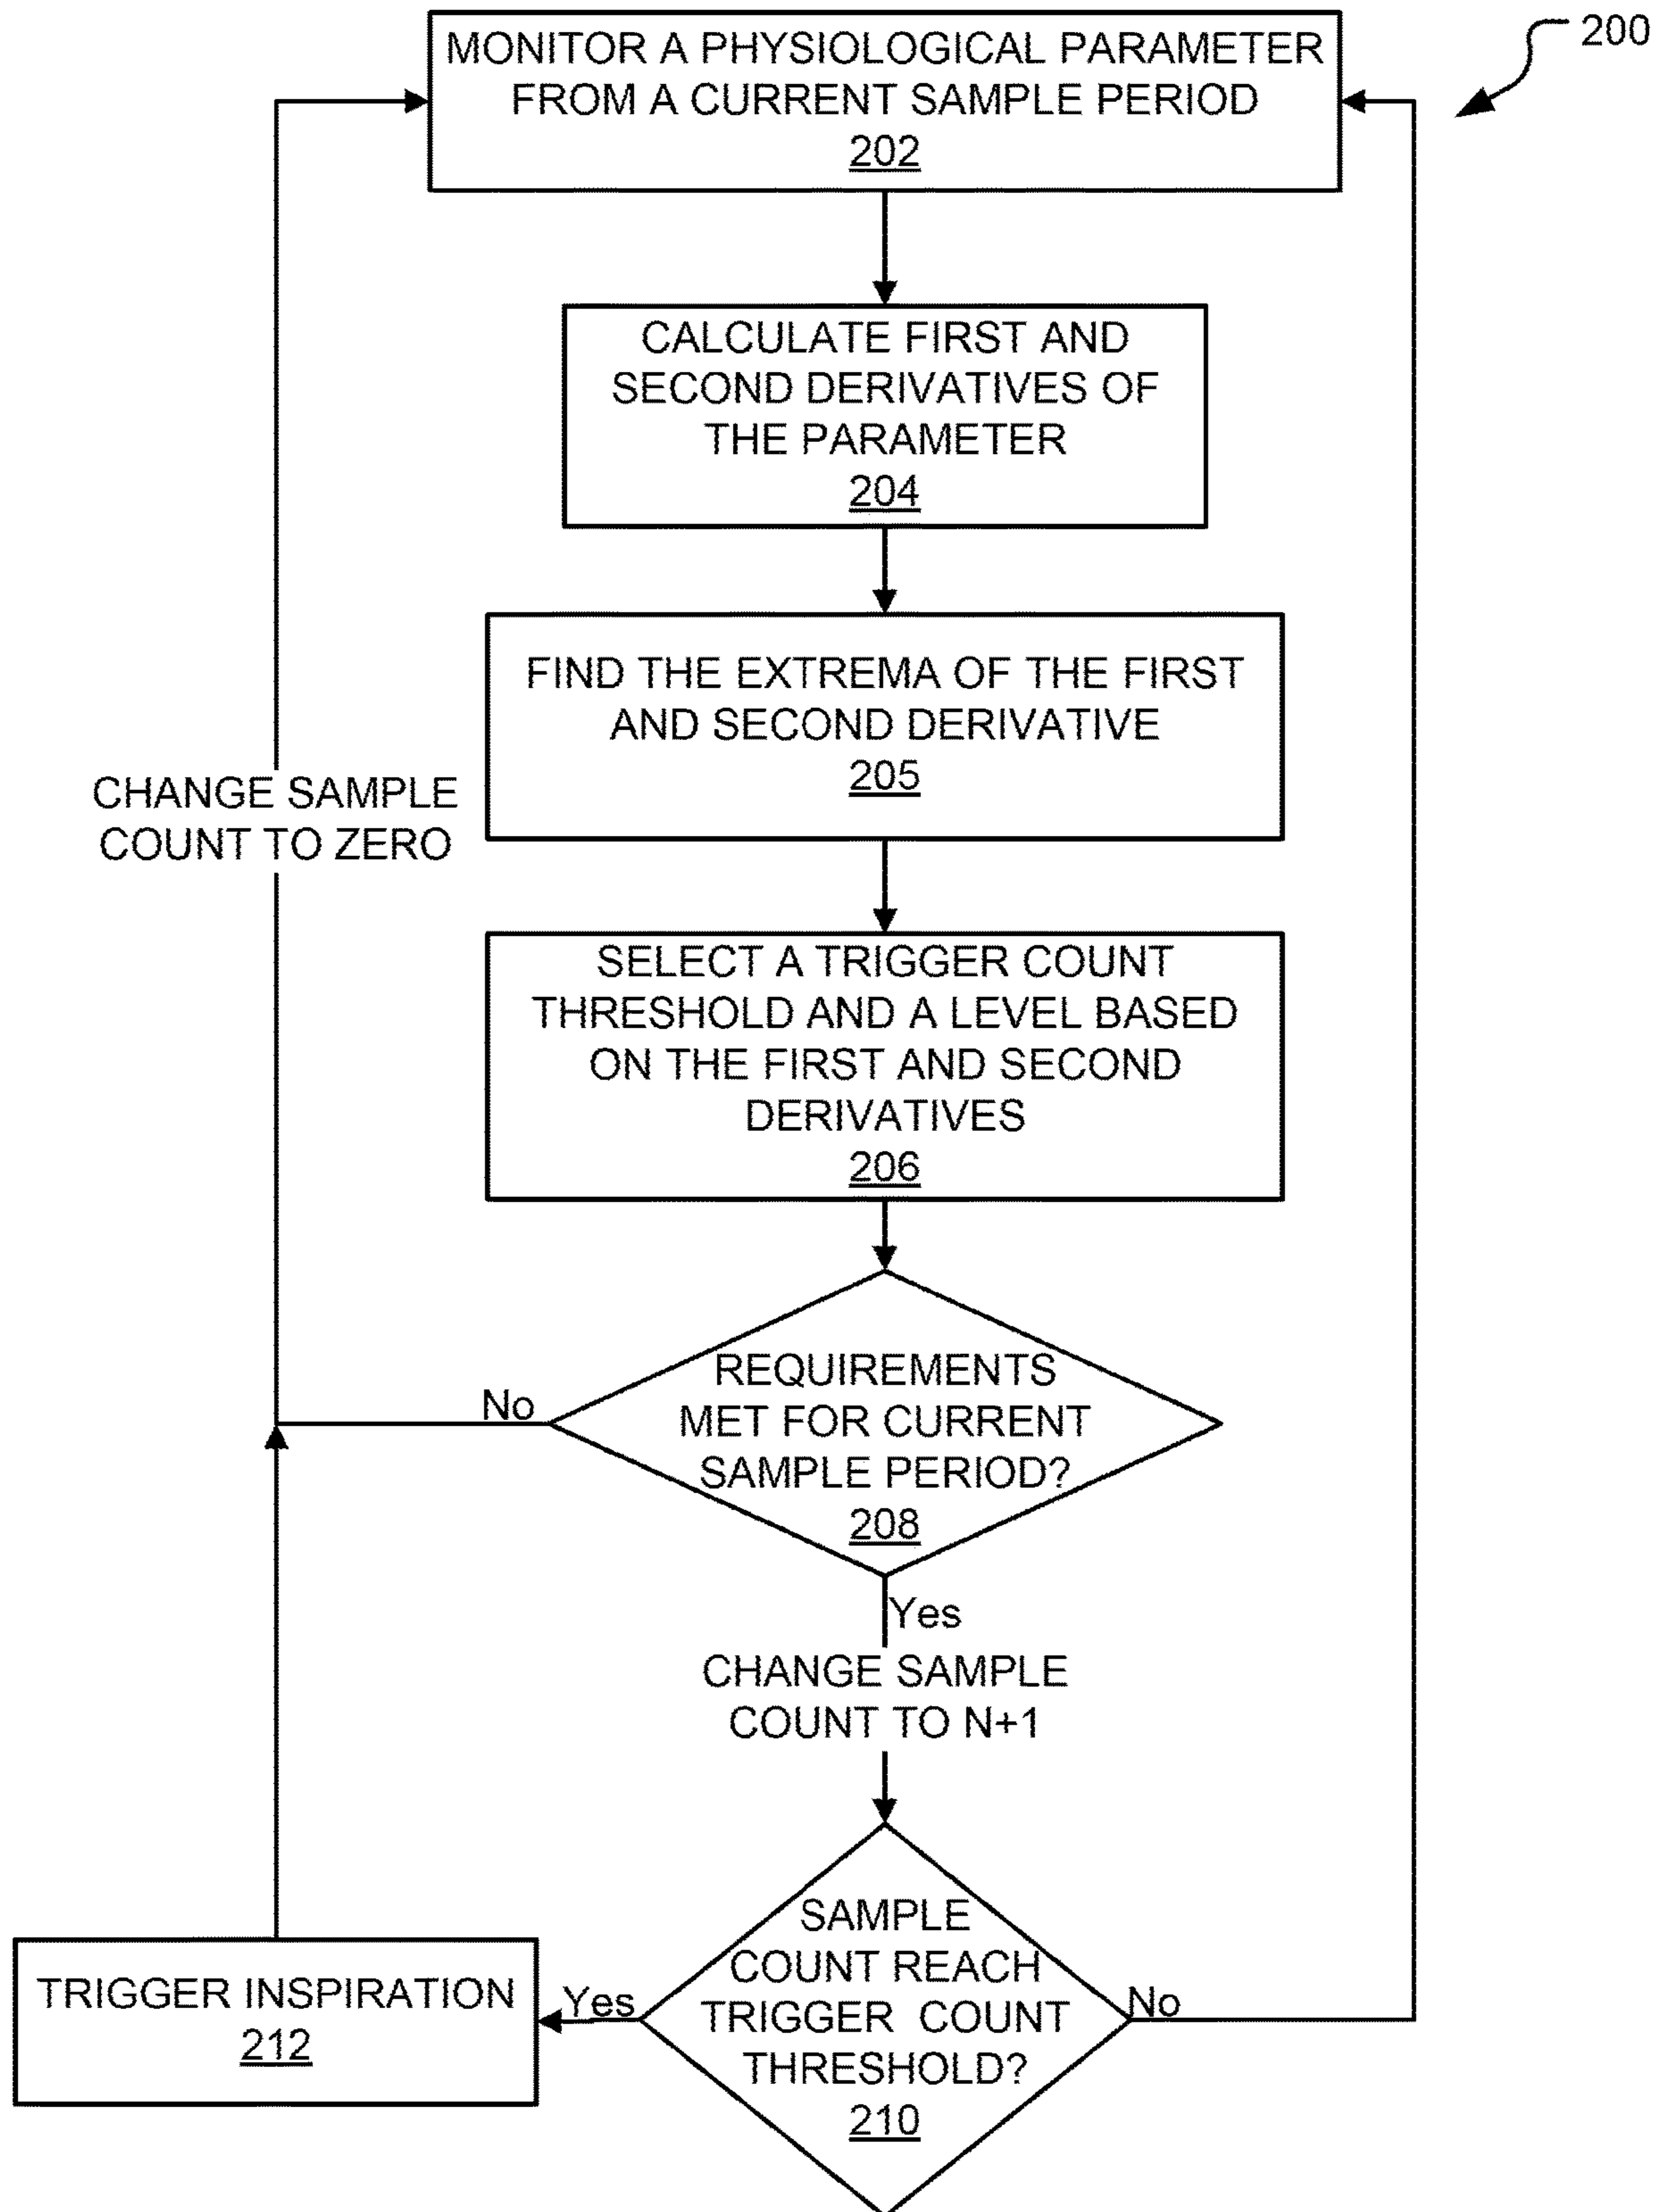 200
MONITOR A PHYSIOLOGICAL PARAMETER
FROM A CURRENT SAMPLE PERIOD
202
CALCULATE FIRST AND
SECOND DERIVATIVES OF
THE PARAMETER
204
FIND THE EXTREMA OF THE FIRST
AND SECOND DERIVATIVE
205
CHANGE SAMPLE
COUNT TO ZERO
SELECT A TRIGGER COUNT
THRESHOLD AND A LEVEL BASED
ON THE FIRST AND SECOND
DERIVATIVES
206
No
REQUIREMENTS
MET FOR CURRENT
SAMPLE PERIOD?
208
Yes
CHANGE SAMPLE
COUNT TO N+1
SAMPLE
COUNT REACH
TRIGGER COUNT
THRESHOLD?
210
Yes
No
TRIGGER INSPIRATION
212